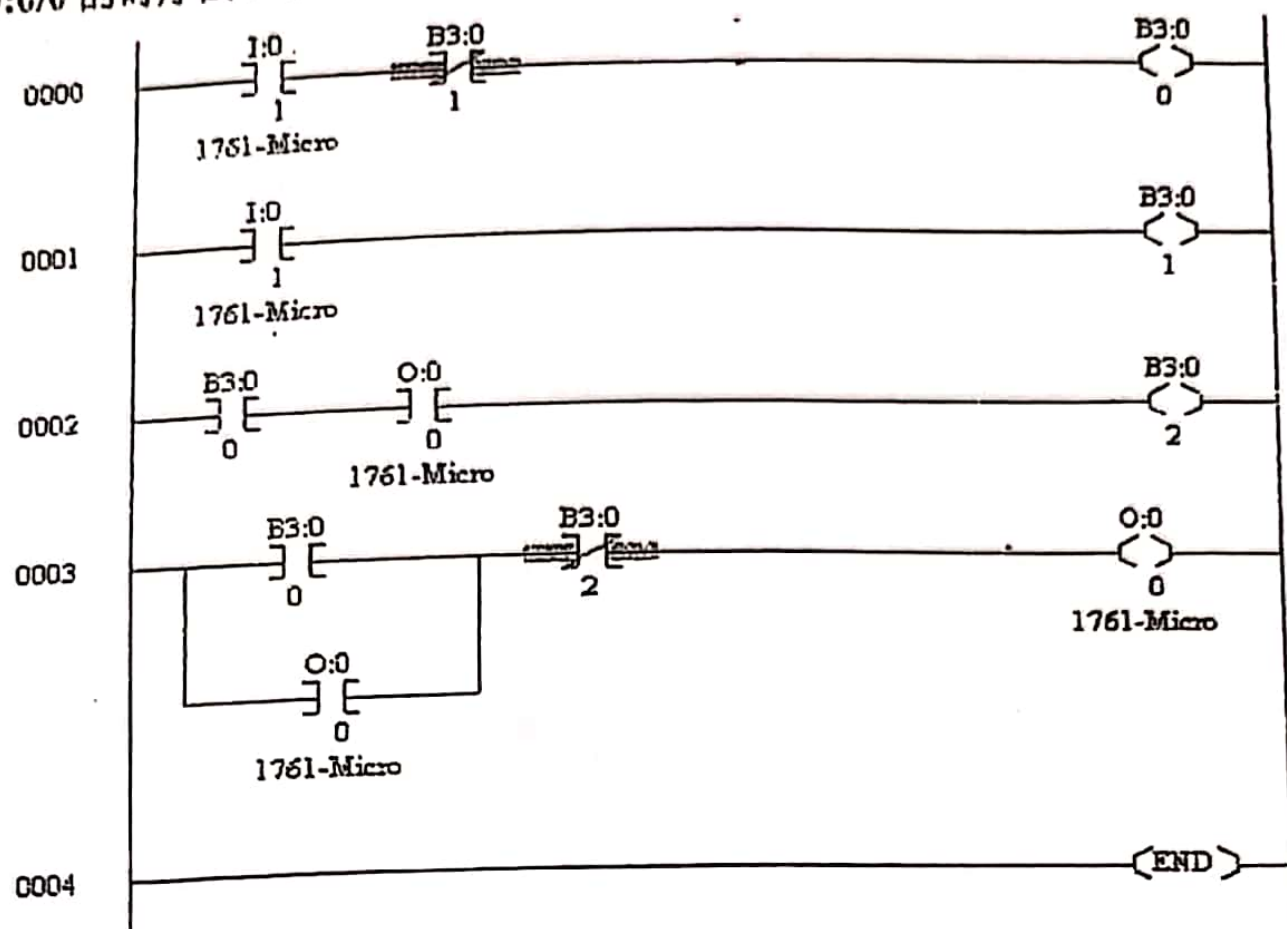 I:0 B3:0 B3:0
0000
1 1 0
1761-Micro
I:0 B3:0
0001
1 1
1761-Micro
B3:0 O:0 B3:0
0002
0 0 2
1761-Micro
B3:0 B3:0 O:0
0003
0 2 0
1761-Micro
O:0
0
1761-Micro
0004 END